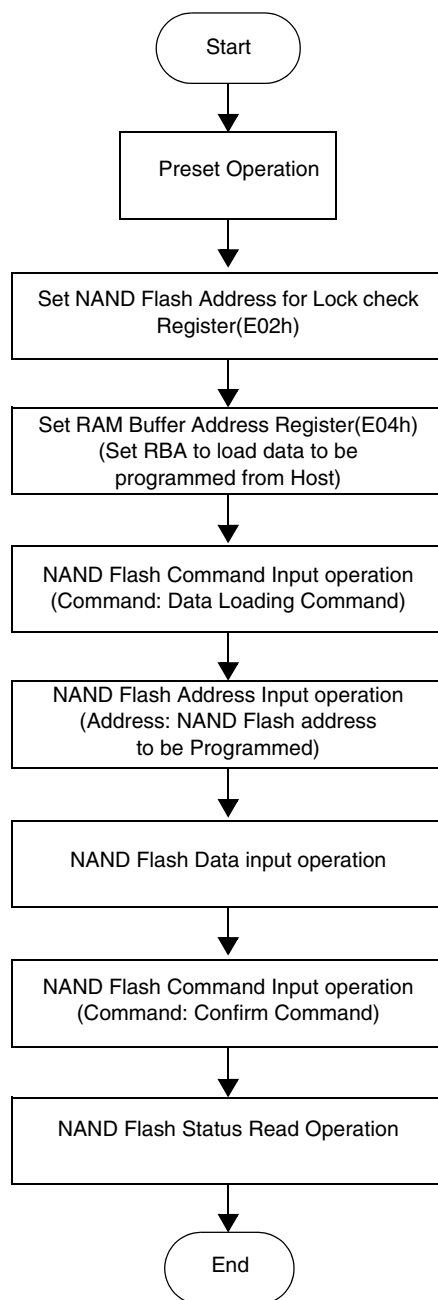 Start
Preset Operation
Set NAND Flash Address for Lock check
Register(E02h)
Set RAM Buffer Address Register(E04h)
(Set RBA to load data to be
programmed from Host)
NAND Flash Command Input operation
(Command: Data Loading Command)
NAND Flash Address Input operation
(Address: NAND Flash address
to be Programmed)
NAND Flash Data input operation
NAND Flash Command Input operation
(Command: Confirm Command)
NAND Flash Status Read Operation
End